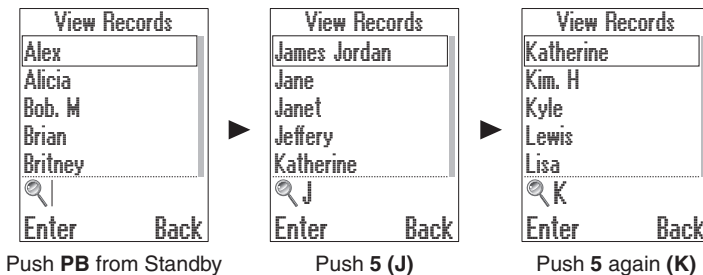 View Records
Alex
Alicia
Bob. M
Brian
Britney
Enter Back
Push PB from Standby
View Records
James Jordan
Jane
Janet
Jeffery
Katherine
J
Enter Back
Push 5 (J)
View Records
Katherine
Kim. H
Kyle
Lewis
Lisa
K
Enter Back
Push 5 again (K)